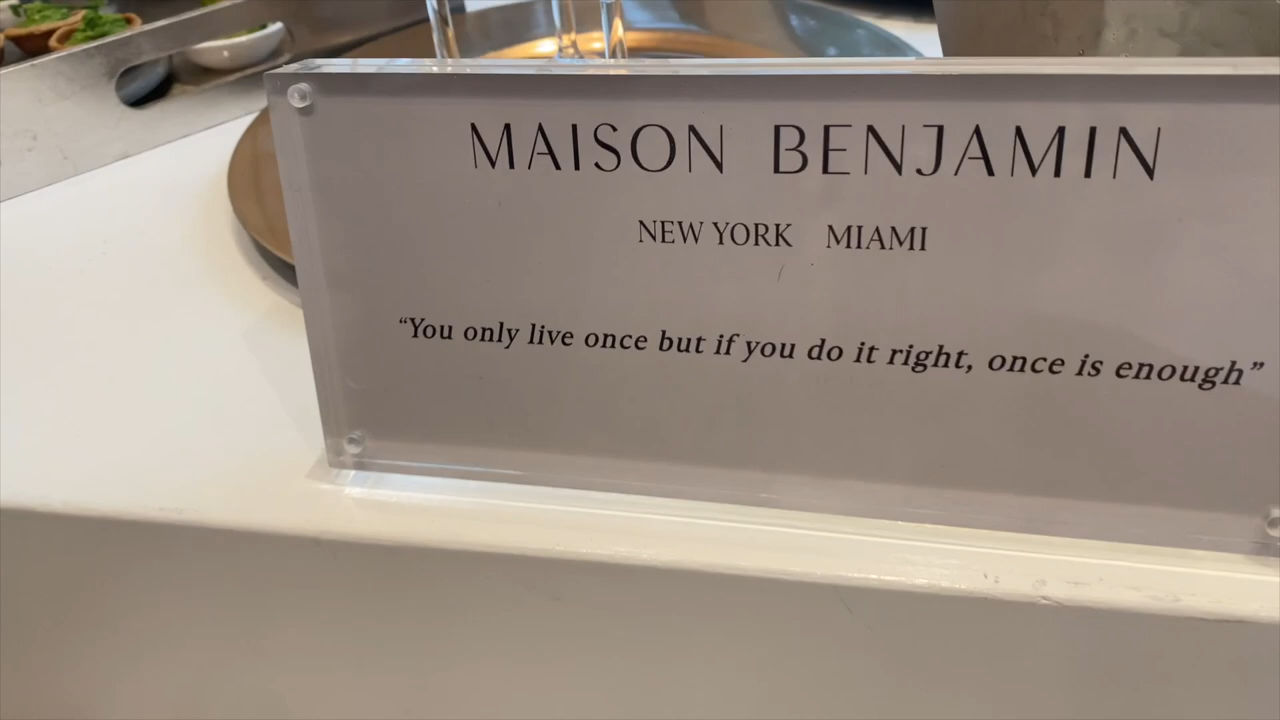 MAISON BENJAMIN
NEW YORK MIAMI
“You only live once but if you do it right, once is enough”